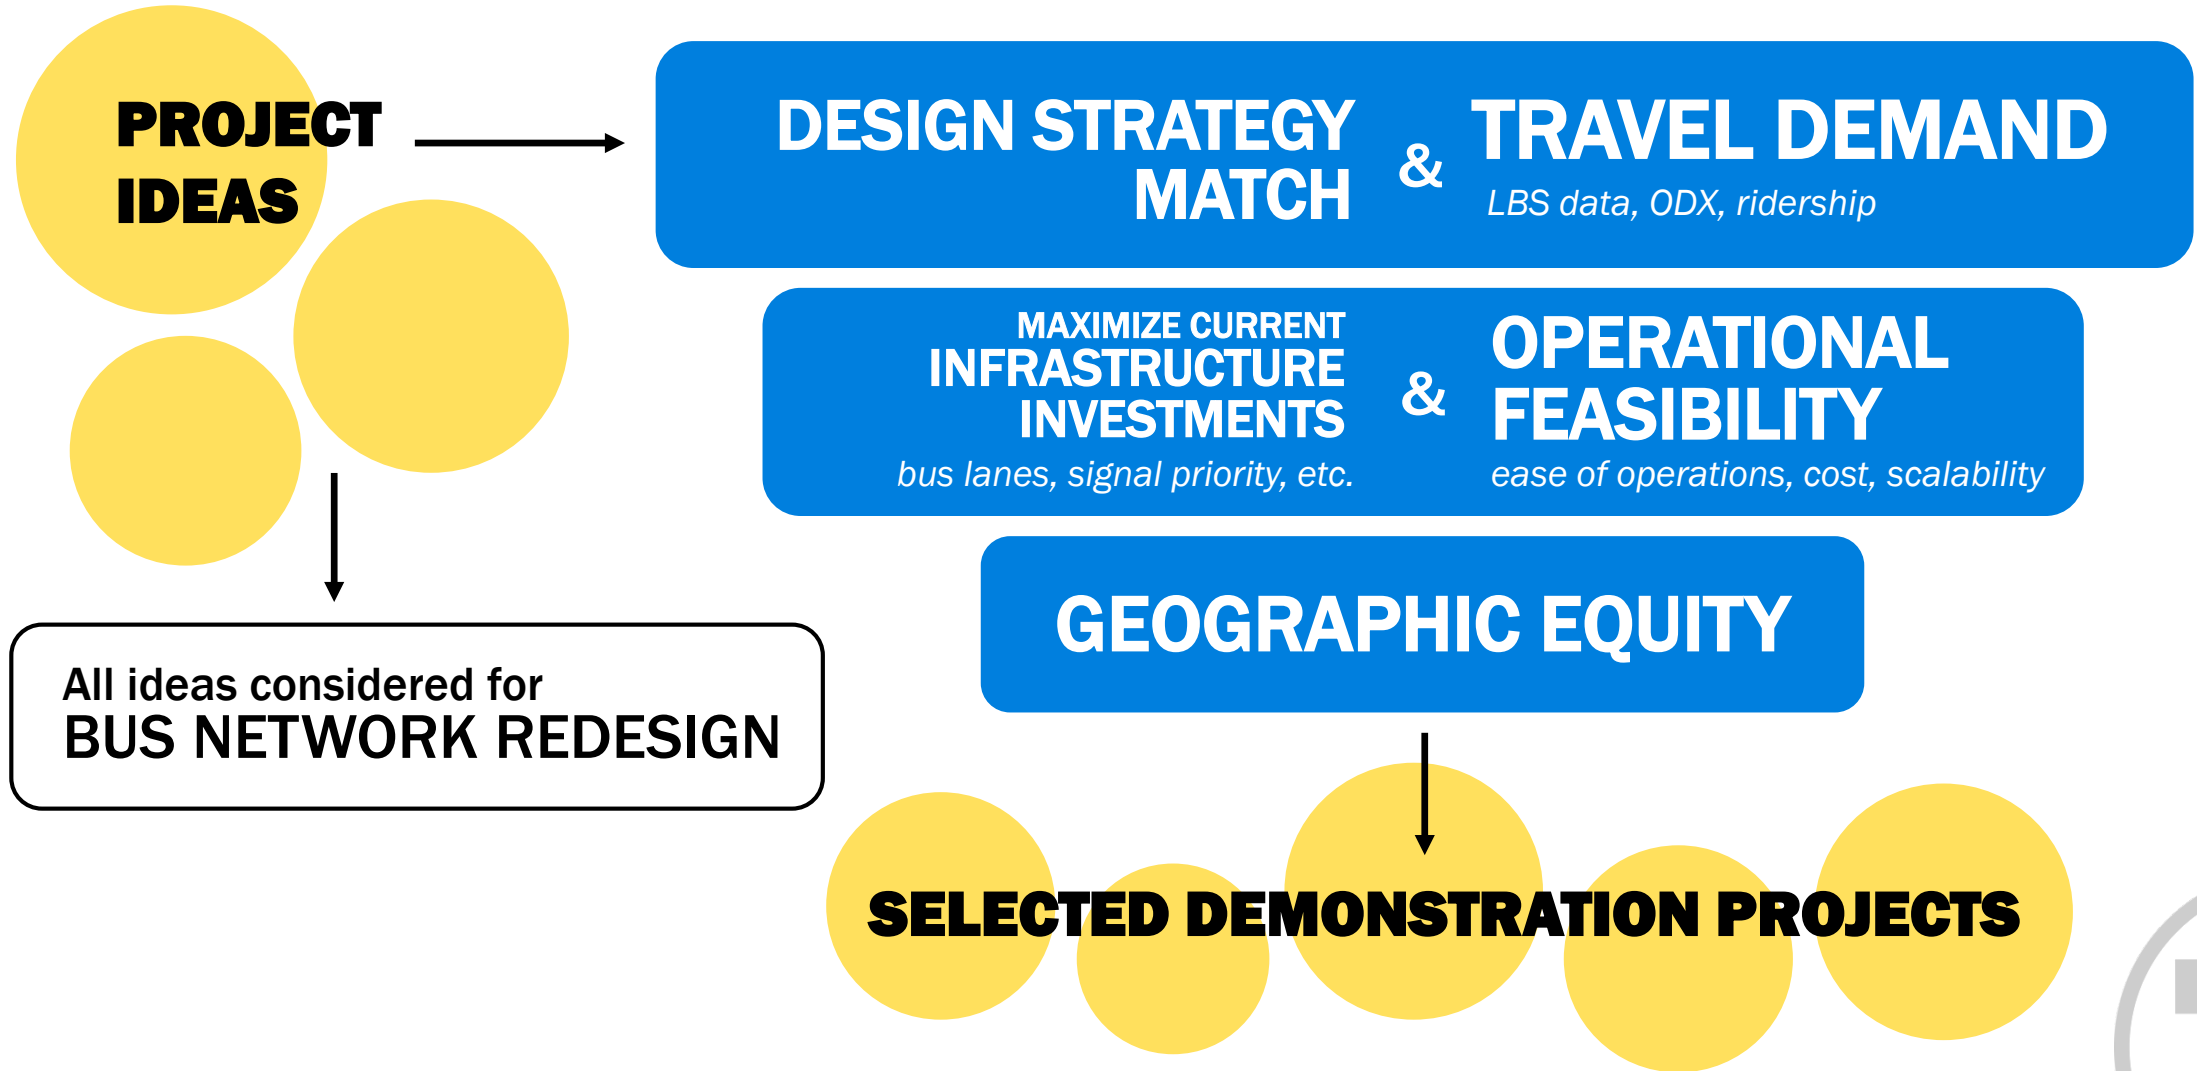 PROJECT
IDEAS
DESIGN STRATEGY
MATCH
&
TRAVEL DEMAND
LBS data, ODX, ridership
MAXIMIZE CURRENT
INFRASTRUCTURE
INVESTMENTS
bus lanes, signal priority, etc.
&
OPERATIONAL
FEASIBILITY
ease of operations, cost, scalability
GEOGRAPHIC EQUITY
All ideas considered for
BUS NETWORK REDESIGN
SELECTED DEMONSTRATION PROJECTS